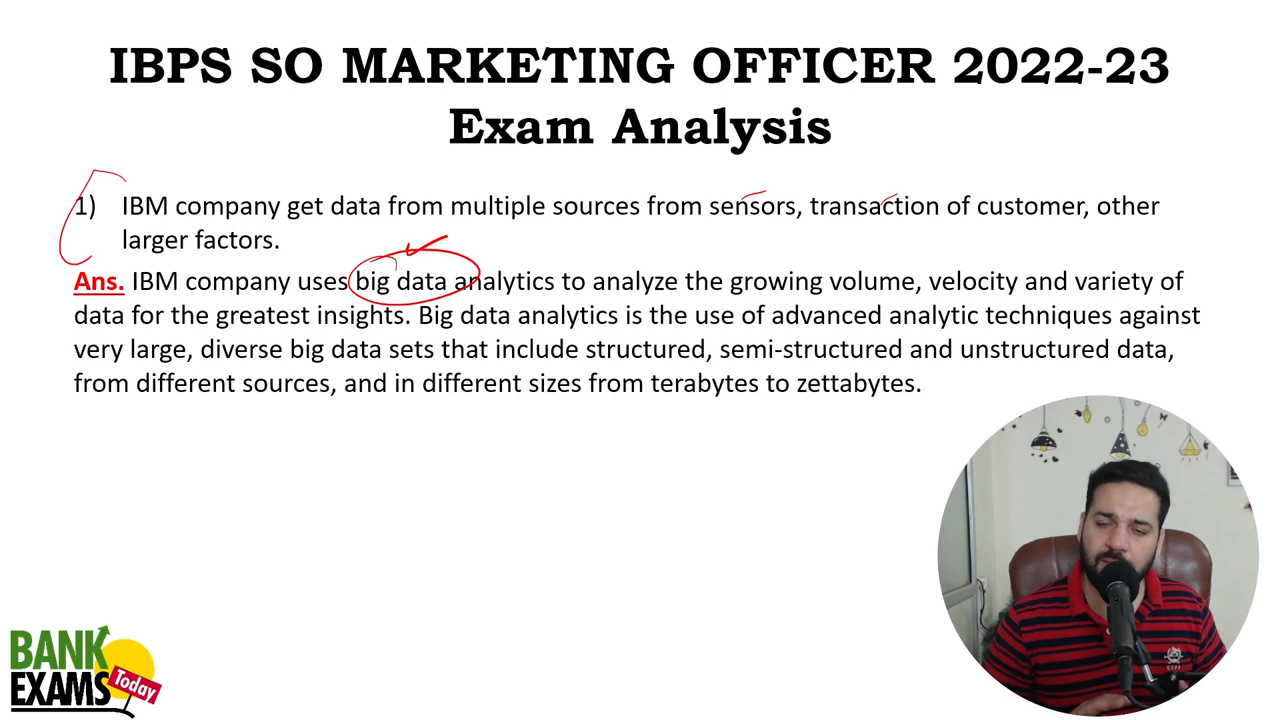 IBPS SO MARKETING OFFICER 2022-23
Exam Analysis
1) IBM company get data from multiple sources from sensors, transaction of customer, other
larger factors.
Ans. IBM company uses big data analytics to analyze the growing volume, velocity and variety of
data for the greatest insights. Big data analytics is the use of advanced analytic techniques against
very large, diverse big data sets that include structured, semi-structured and unstructured data,
from different sources, and in different sizes from terabytes to zettabytes.
BANK
EXAMS
Today